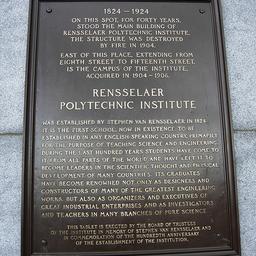 1824 – 1924
ON THIS SPOT, FOR FORTY YEARS,
STOOD THE MAIN BUILDING OF
RENSSELAER POLYTECHNIC INSTITUTE.
THE STRUCTURE WAS DESTROYED
BY FIRE IN 1904.
EAST OF THIS PLACE, EXTENDING FROM
EIGHTH STREET TO FIFTEENTH STREET,
IS THE CAMPUS OF THE INSTITUTE,
ACQUIRED IN 1904 – 1906.
RENSSELAER
POLYTECHNIC INSTITUTE
WAS ESTABLISHED BY STEPHEN VAN RENSSELAER IN 1824
IT IS THE FIRST SCHOOL, NOW IN EXISTENCE, TO BE
ESTABLISHED IN ANY ENGLISH-SPEAKING COUNTRY, PRIMARILY
FOR THE PURPOSE OF TEACHING SCIENCE AND ENGINEERING.
DURING THE LAST HUNDRED YEARS STUDENTS HAVE COME TO
IT FROM ALL PARTS OF THE WORLD AND HAVE LEFT IT TO
BECOME LEADERS IN THE SCIENTIFIC THOUGHT AND PHYSICAL
DEVELOPMENT OF MANY COUNTRIES. ITS GRADUATES
HAVE BECOME RENOWNED NOT ONLY AS DESIGNERS AND
CONSTRUCTORS OF MANY OF THE GREATEST ENGINEERING
WORKS, BUT ALSO AS ORGANIZERS AND EXECUTIVES OF
GREAT INDUSTRIAL ENTERPRISES AND AS INVESTIGATORS
AND TEACHERS IN MANY BRANCHES OF PURE SCIENCE
THIS TABLET IS ERECTED BY THE BOARD OF TRUSTEES
OF THE INSTITUTE IN MEMORY OF STEPHEN VAN RENSSELAER AND
IN COMMEMORATION OF THE HUNDREDTH ANNIVERSARY
OF THE ESTABLISHMENT OF THE INSTITUTION.